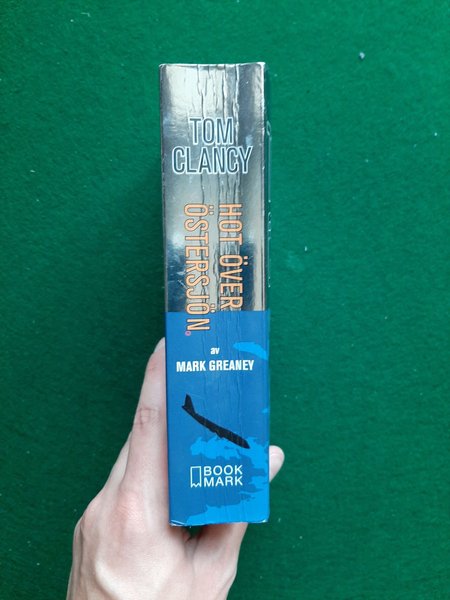 TOM
CLANCY
HOT ÖVER
ÖSTERSJÖN
av
MARK GREANEY
BOOK
MARK